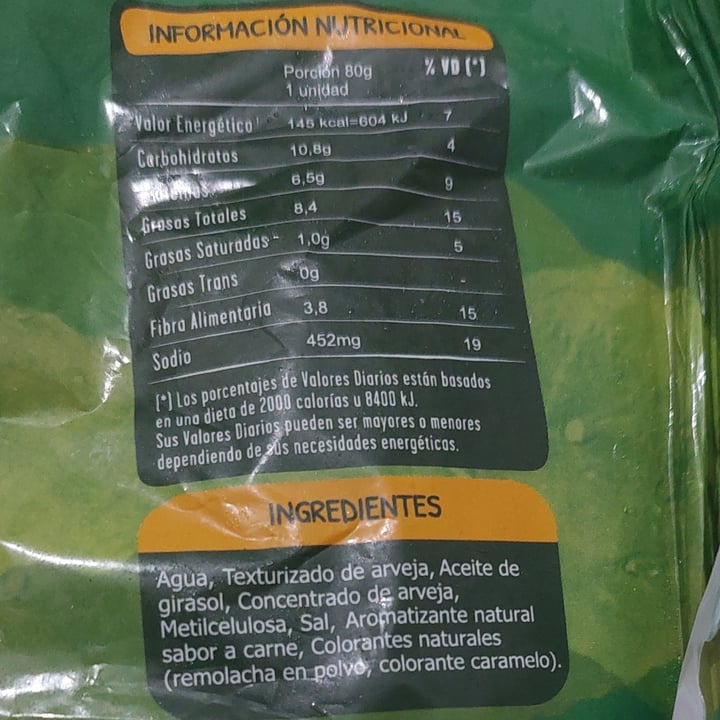 INFORMACIÓN NUTRICIONAL
Porción 80g % VD (*)
1 unidad
Valor Energético 145 kcal=604 kJ 7
Carbohidratos 10,8g 4
6,5g 9
Grasas Totales 8,4 15
Grasas Saturadas 1,0g 5
Grasas Trans 0g -
Fibra Alimentaria 3,8 15
Sodio 452mg 19
(*) Los porcentajes de Valores Diarios están basados
en una dieta de 2000 calorías u 8400 kJ.
Sus Valores Diarios pueden ser mayores o menores
dependiendo de sus necesidades energéticas.
INGREDIENTES
Agua, Texturizado de arveja, Aceite de
girasol, Concentrado de arveja,
Metilcelulosa, Sal, Aromatizante natural
sabor a carne, Colorantes naturales
(remolacha en polvo, colorante caramelo).